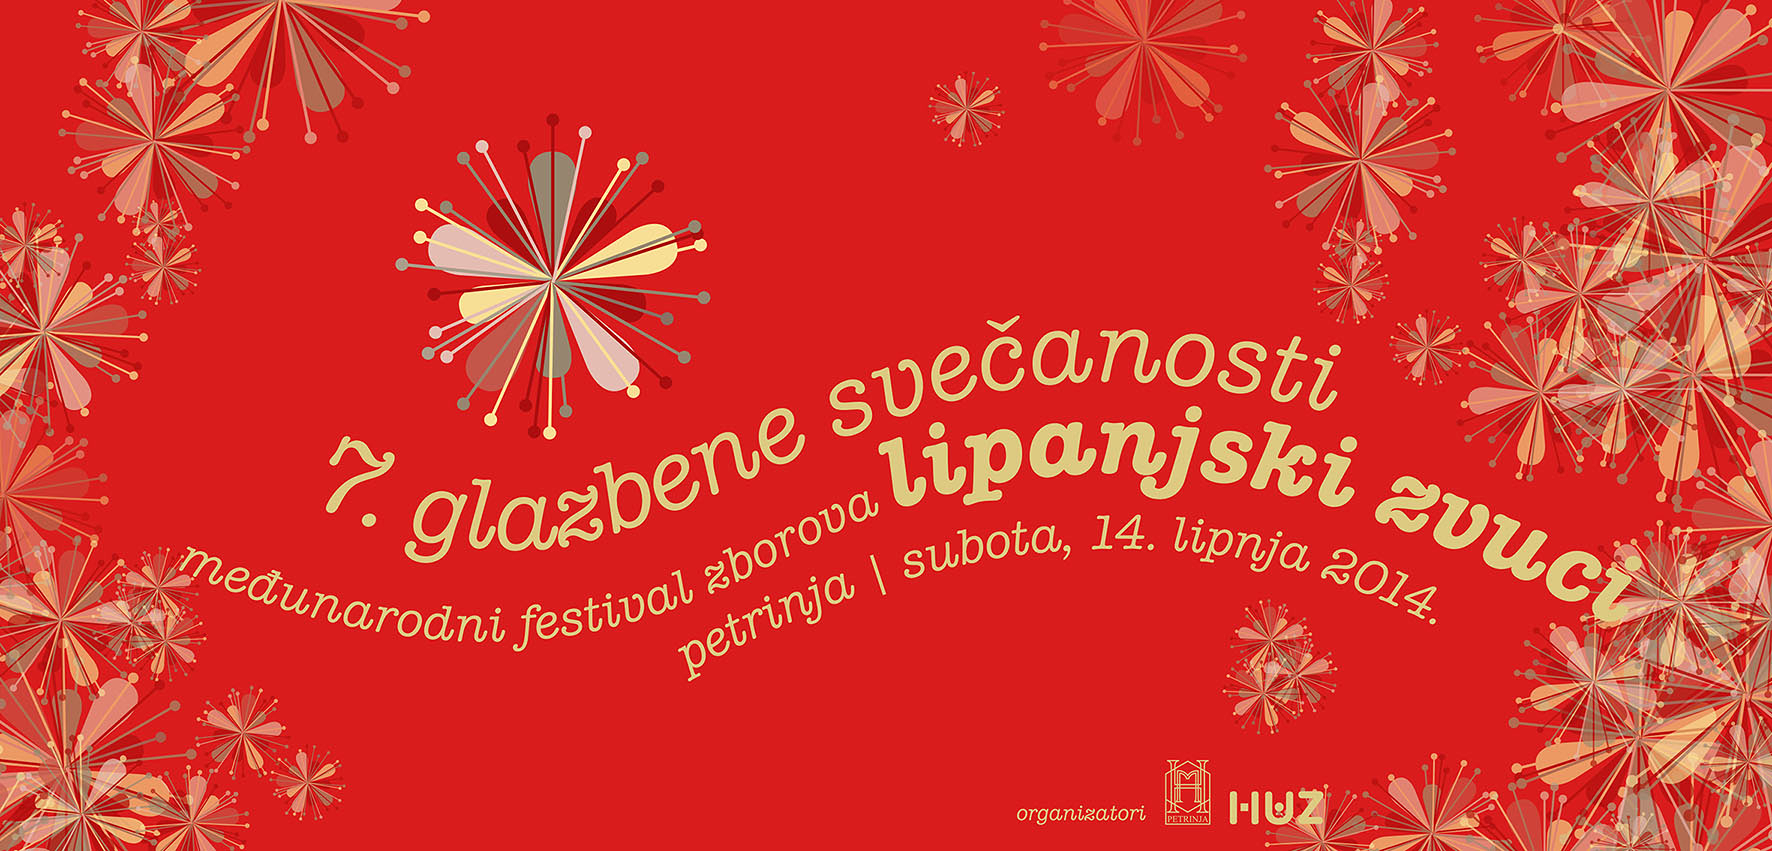 7. glazbene svečanosti
međunarodni festival zborova lipanjski zvuci
petrinja | subota, 14. lipnja 2014.
organizatori
PETRINJA
HUZ